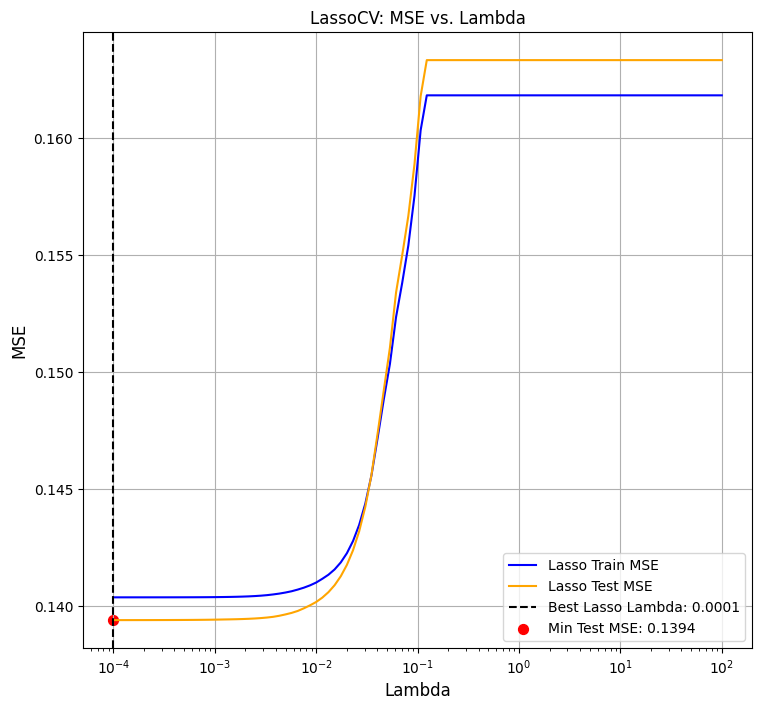 LassoCV: MSE vs. Lambda
MSE
0.160
0.155
0.150
0.145
0.140
10⁻⁴ 10⁻³ 10⁻² 10⁻¹ 10⁰ 10¹ 10²
Lambda
Lasso Train MSE
Lasso Test MSE
Best Lasso Lambda: 0.0001
Min Test MSE: 0.1394